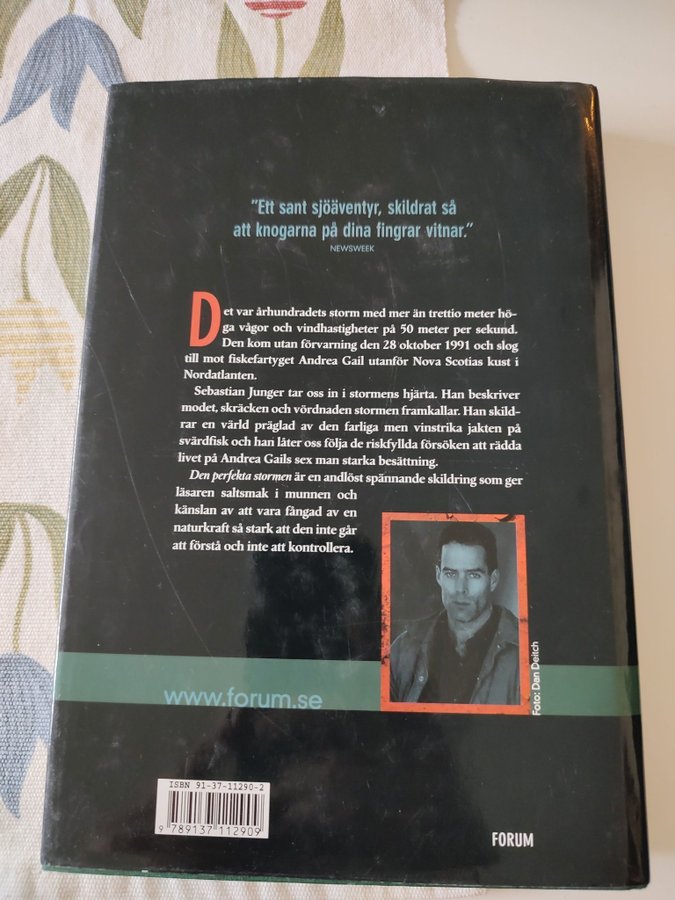 ”Ett sant sjöäventyr, skildrat så
att knogarna på dina fingrar vitnar.”
NEWSWEEK
Det var århundradets storm med mer än trettio meter hö-
ga vågor och vindhastigheter på 50 meter per sekund.
Den kom utan förvarning den 28 oktober 1991 och slog
till mot fiskefartyget Andrea Gail utanför Nova Scotias kust i
Nordatlanten.
Sebastian Junger tar oss in i stormens hjärta. Han beskriver
modet, skräcken och vördnaden stormen framkallar. Han skild-
rar en värld präglad av den farliga men vinstrika jakten på
svärdfisk och han låter oss följa de riskfyllda försöken att rädda
livet på Andrea Gails sex man starka besättning.
Den perfekta stormen är en andlöst spännande skildring som ger
läsaren saltsmak i munnen och
känslan av att vara fångad av en
naturkraft så stark att den inte går
att förstå och inte att kontrollera.
Foto: Dan Deitch
www.forum.se
ISBN 91-37-11290-2
9 789137 112909
FORUM